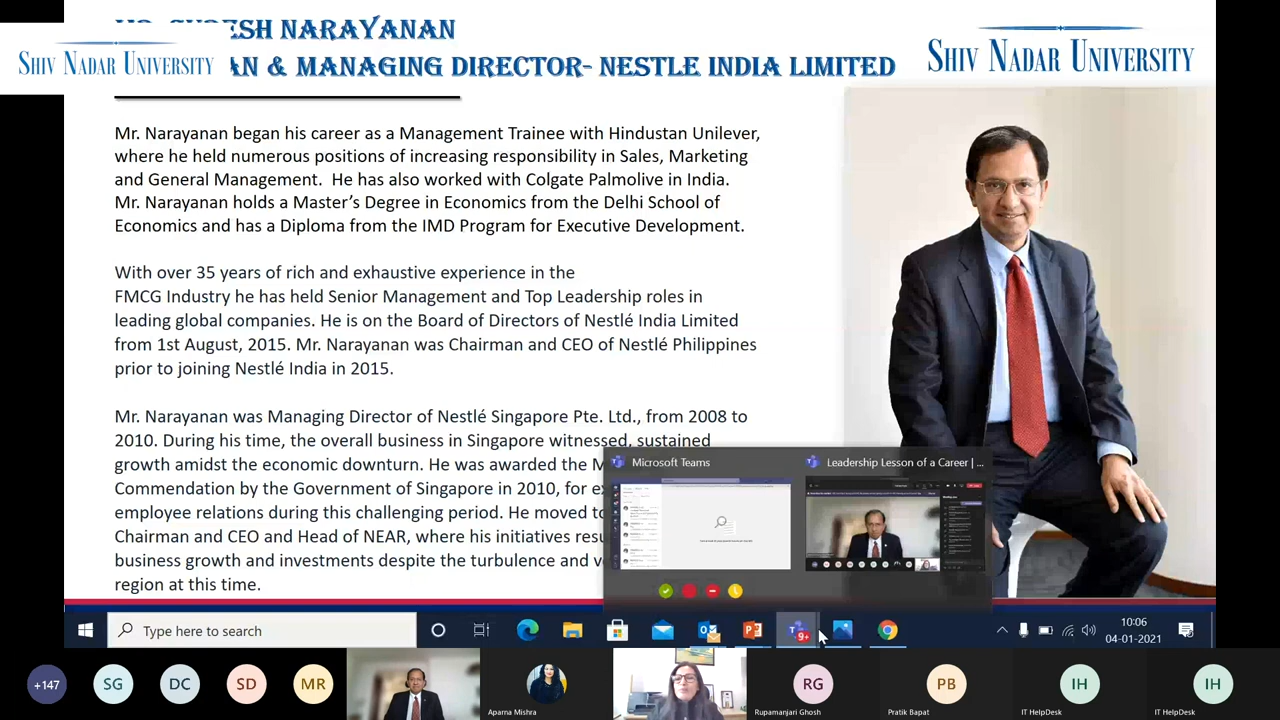 ESH NARAYANAN
AN & MANAGING DIRECTOR- NESTLE INDIA LIMITED
SHIV NADAR UNIVERSITY
SHIV NADAR UNIVERSITY
Mr. Narayanan began his career as a Management Trainee with Hindustan Unilever,
where he held numerous positions of increasing responsibility in Sales, Marketing
and General Management. He has also worked with Colgate Palmolive in India.
Mr. Narayanan holds a Master's Degree in Economics from the Delhi School of
Economics and has a Diploma from the IMD Program for Executive Development.
With over 35 years of rich and exhaustive experience in the
FMCG Industry he has held Senior Management and Top Leadership roles in
leading global companies. He is on the Board of Directors of Nestlé India Limited
from 1st August, 2015. Mr. Narayanan was Chairman and CEO of Nestlé Philippines
prior to joining Nestlé India in 2015.
Mr. Narayanan was Managing Director of Nestlé Singapore Pte. Ltd., from 2008 to
2010. During his time, the overall business in Singapore witnessed, sustained
growth amidst the economic downturn. He was awarded the M
Commendation by the Government of Singapore in 2010, for ex
employee relations during this challenging period. He moved to
Chairman and CEO and Head of NEAR, where his initiatives resu
business growth and investments despite the turbulence and v
region at this time.
Microsoft Teams
Leadership Lesson of a Career | ...
Type here to search
9+
10:06
04-01-2021
+147
SG
DC
SD
MR
Aparna Mishra
RG
Rupamanjari Ghosh
PB
Pratik Bapat
IH
IT HelpDesk
IH
IT HelpDesk